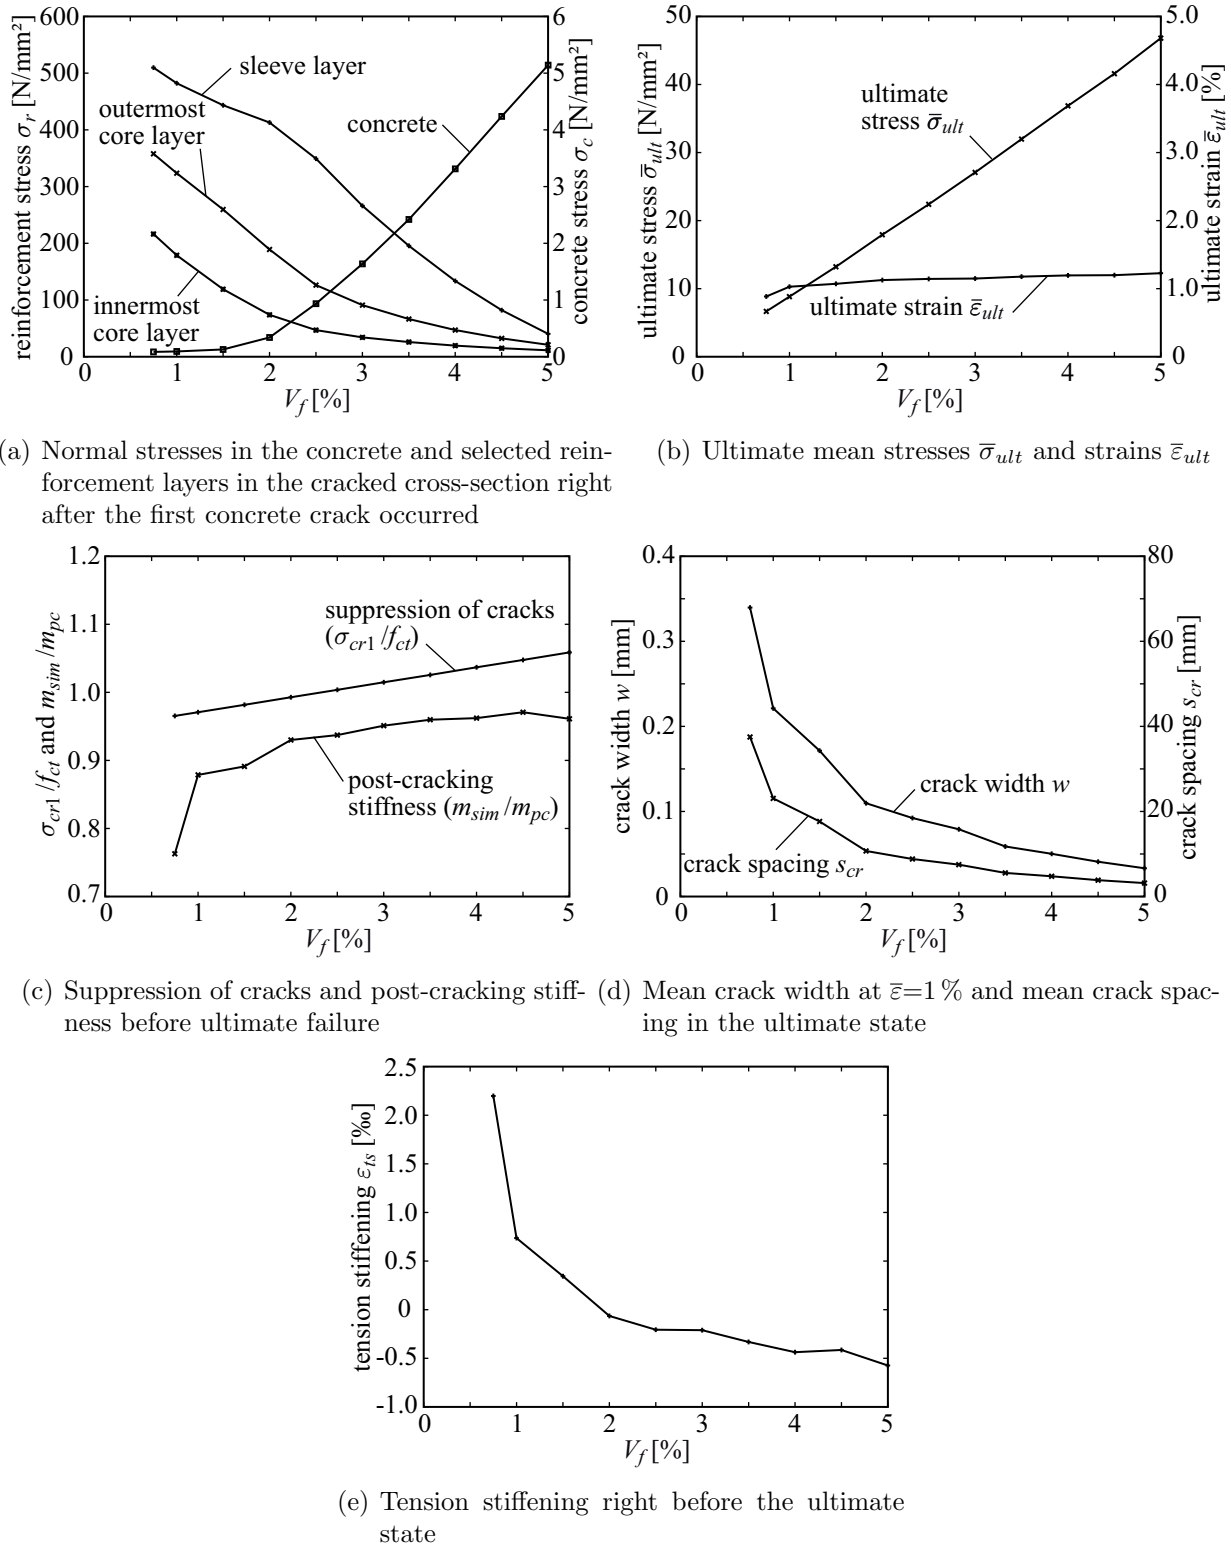 600
500
400
300
200
100
0
reinforcement stress σr [N/mm²]
6
5
4
3
2
1
0
concrete stress σc [N/mm²]
sleeve layer
outermost
core layer
concrete
innermost
core layer
0 1 2 3 4 5
Vf [%]
50
40
30
20
10
0
ultimate stress σ̅ult [N/mm²]
5.0
4.0
3.0
2.0
1.0
0
ultimate strain ε̅ult [%]
ultimate
stress σ̅ult
ultimate strain ε̅ult
0 1 2 3 4 5
Vf [%]
(a) Normal stresses in the concrete and selected rein-
forcement layers in the cracked cross-section right
after the first concrete crack occurred
(b) Ultimate mean stresses σ̅ult and strains ε̅ult
1.2
1.1
1.0
0.9
0.8
0.7
σcr1/fct and msim/mpc
suppression of cracks
(σcr1/fct)
post-cracking
stiffness (msim/mpc)
0 1 2 3 4 5
Vf [%]
0.4
0.3
0.2
0.1
0
crack width w [mm]
80
60
40
20
0
crack spacing scr [mm]
crack width w
crack spacing scr
0 1 2 3 4 5
Vf [%]
(c) Suppression of cracks and post-cracking stiff-
ness before ultimate failure
(d) Mean crack width at ε̅=1 % and mean crack spac-
ing in the ultimate state
2.5
2.0
1.5
1.0
0.5
0
-0.5
-1.0
tension stiffening εts [‰]
0 1 2 3 4 5
Vf [%]
(e) Tension stiffening right before the ultimate
state